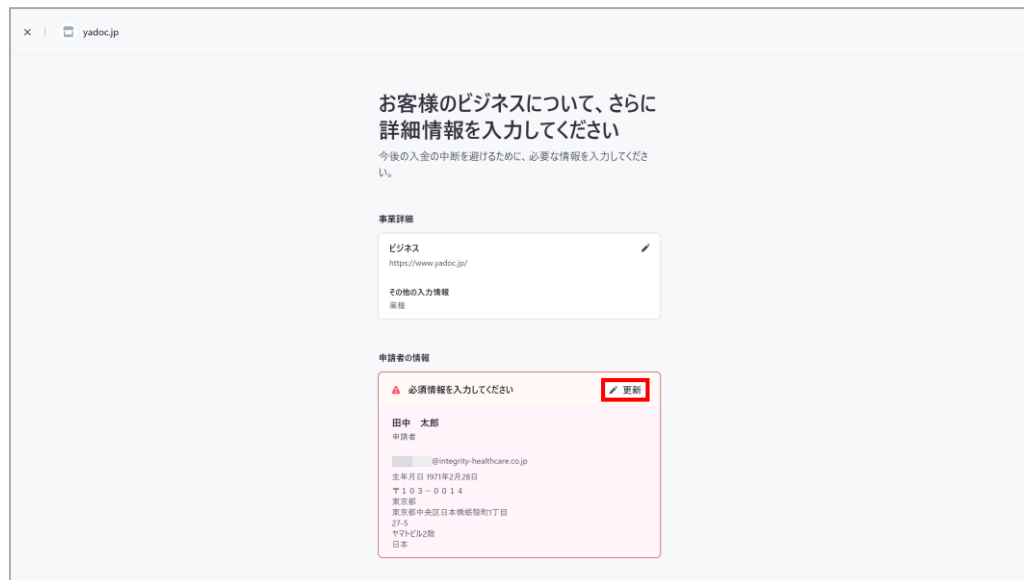 yadoc.jp
お客様のビジネスについて、さらに
詳細情報を入力してください
今後の入金の中断を避けるために、必要な情報を入力してくださ
い。
事業詳細
ビジネス
https://www.yadoc.jp/
その他の入力情報
業種
申請者の情報
必須情報を入力してください
更新
田中　太郎
申請者
@integrity-healthcare.co.jp
生年月日 1971年2月28日
〒１０３－００１４
東京都
東京都中央区日本橋蛎殻町1丁目
27-5
ヤマトビル2階
日本